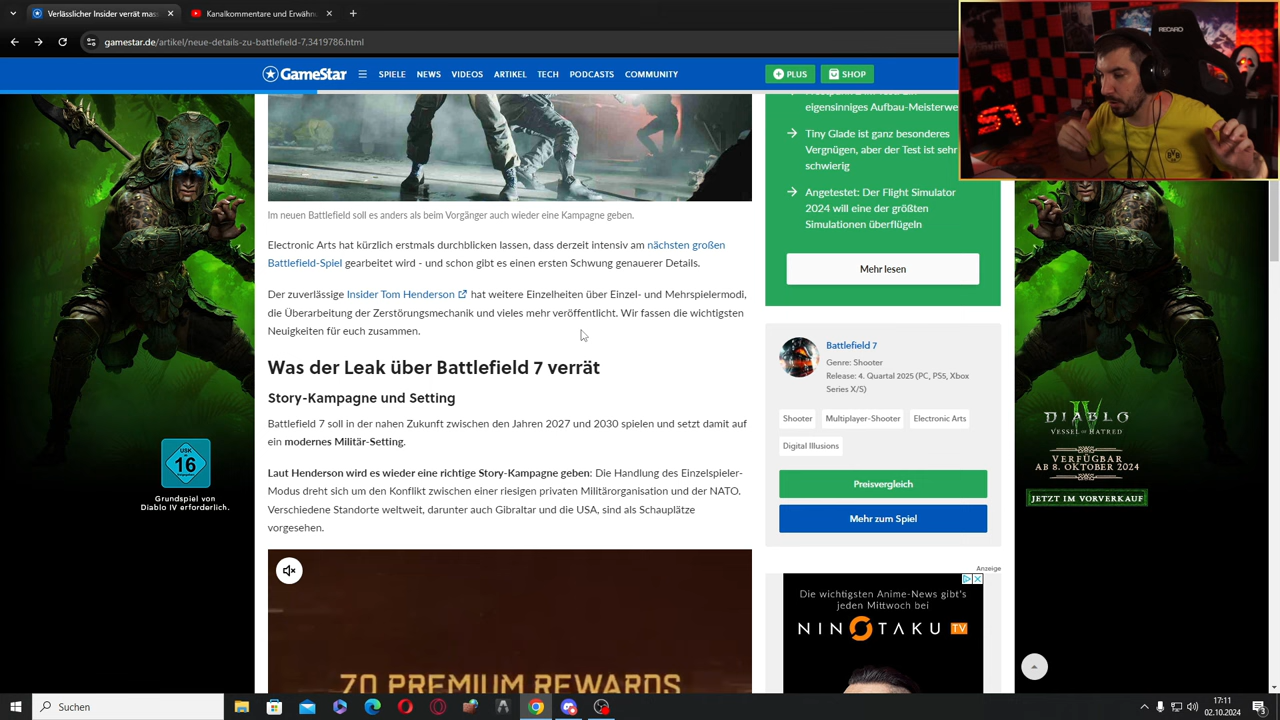 Verlässlicher Insider verrät mas
Kanalkommentare und Erwähnu
gamestar.de/artikel/neue-details-zu-battlefield-7,3419786.html
RECARO
GameStar
SPIELE NEWS VIDEOS ARTIKEL TECH PODCASTS COMMUNITY
PLUS SHOP
eigensinniges Aufbau-Meisterwe
Tiny Glade ist ganz besonderes
Vergnügen, aber der Test ist sehr
schwierig
Angetestet: Der Flight Simulator
2024 will eine der größten
Simulationen überflügeln
Mehr lesen
Im neuen Battlefield soll es anders als beim Vorgänger auch wieder eine Kampagne geben.
Electronic Arts hat kürzlich erstmals durchblicken lassen, dass derzeit intensiv am nächsten großen
Battlefield-Spiel gearbeitet wird - und schon gibt es einen ersten Schwung genauerer Details.
Der zuverlässige Insider Tom Henderson hat weitere Einzelheiten über Einzel- und Mehrspielermodi,
die Überarbeitung der Zerstörungsmechanik und vieles mehr veröffentlicht. Wir fassen die wichtigsten
Neuigkeiten für euch zusammen.
Was der Leak über Battlefield 7 verrät
Story-Kampagne und Setting
Battlefield 7 soll in der nahen Zukunft zwischen den Jahren 2027 und 2030 spielen und setzt damit auf
ein modernes Militär-Setting.
Laut Henderson wird es wieder eine richtige Story-Kampagne geben: Die Handlung des Einzelspieler-
Modus dreht sich um den Konflikt zwischen einer riesigen privaten Militärorganisation und der NATO.
Verschiedene Standorte weltweit, darunter auch Gibraltar und die USA, sind als Schauplätze
vorgesehen.
70 PREMIUM REWARDS
Battlefield 7
Genre: Shooter
Release: 4. Quartal 2025 (PC, PS5, Xbox
Series X/S)
Shooter Multiplayer-Shooter Electronic Arts
Digital Illusions
Preisvergleich
Mehr zum Spiel
Anzeige
Die wichtigsten Anime-News gibt's
jeden Mittwoch bei
NINOTAKU TV
USK
16
Grundspiel von
Diablo IV erforderlich.
DIABLO
IV
VESSEL OF HATRED
VERFÜGBAR
AB 8. OKTOBER 2024
JETZT IM VORVERKAUF
Suchen
17:11
02.10.2024
3